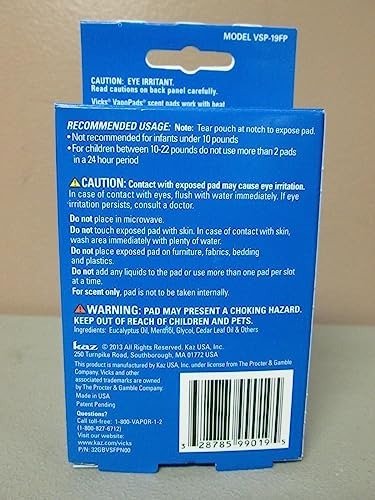 MODEL VSP-19FP
CAUTION: EYE IRRITANT.
Read cautions on back panel carefully.
Vicks® VapoPads® scent pads work with heat
RECOMMENDED USAGE: Note: Tear pouch at notch to expose pad.
• Not recommended for infants under 10 pounds
• For children between 10-22 pounds do not use more than 2 pads
in a 24 hour period
CAUTION: Contact with exposed pad may cause eye irritation.
In case of contact with eyes, flush with water immediately. If eye
irritation persists, consult a doctor.
Do not place in microwave.
Do not touch exposed pad with skin. In case of contact with skin,
wash area immediately with plenty of water.
Do not place exposed pad on furniture, fabrics, bedding
and plastics.
Do not add any liquids to the pad or use more than one per slot
at a time.
For scent only, pad is not to be taken internally.
WARNING: PAD MAY PRESENT A CHOKING HAZARD.
KEEP OUT OF REACH OF CHILDREN AND PETS.
Ingredients: Eucalyptus Oil, Menthol, Glycol, Cedar Leaf Oil & Others
kaz © 2013 All Rights Reserved. Kaz USA, Inc.
250 Turnpike Road, Southborough, MA 01772 USA
This product is manufactured by Kaz USA, Inc. under license from The Procter & Gamble
Company. Vicks and other
associated trademarks are owned
by The Procter & Gamble Company.
Made in USA
Patent Pending
Questions?
Call toll-free: 1-800-VAPOR-1-2
(1-800-827-6712)
Visit our website:
www.kaz.com/vicks
P/N: 32GBVSFPN00
3 28785 99019 5